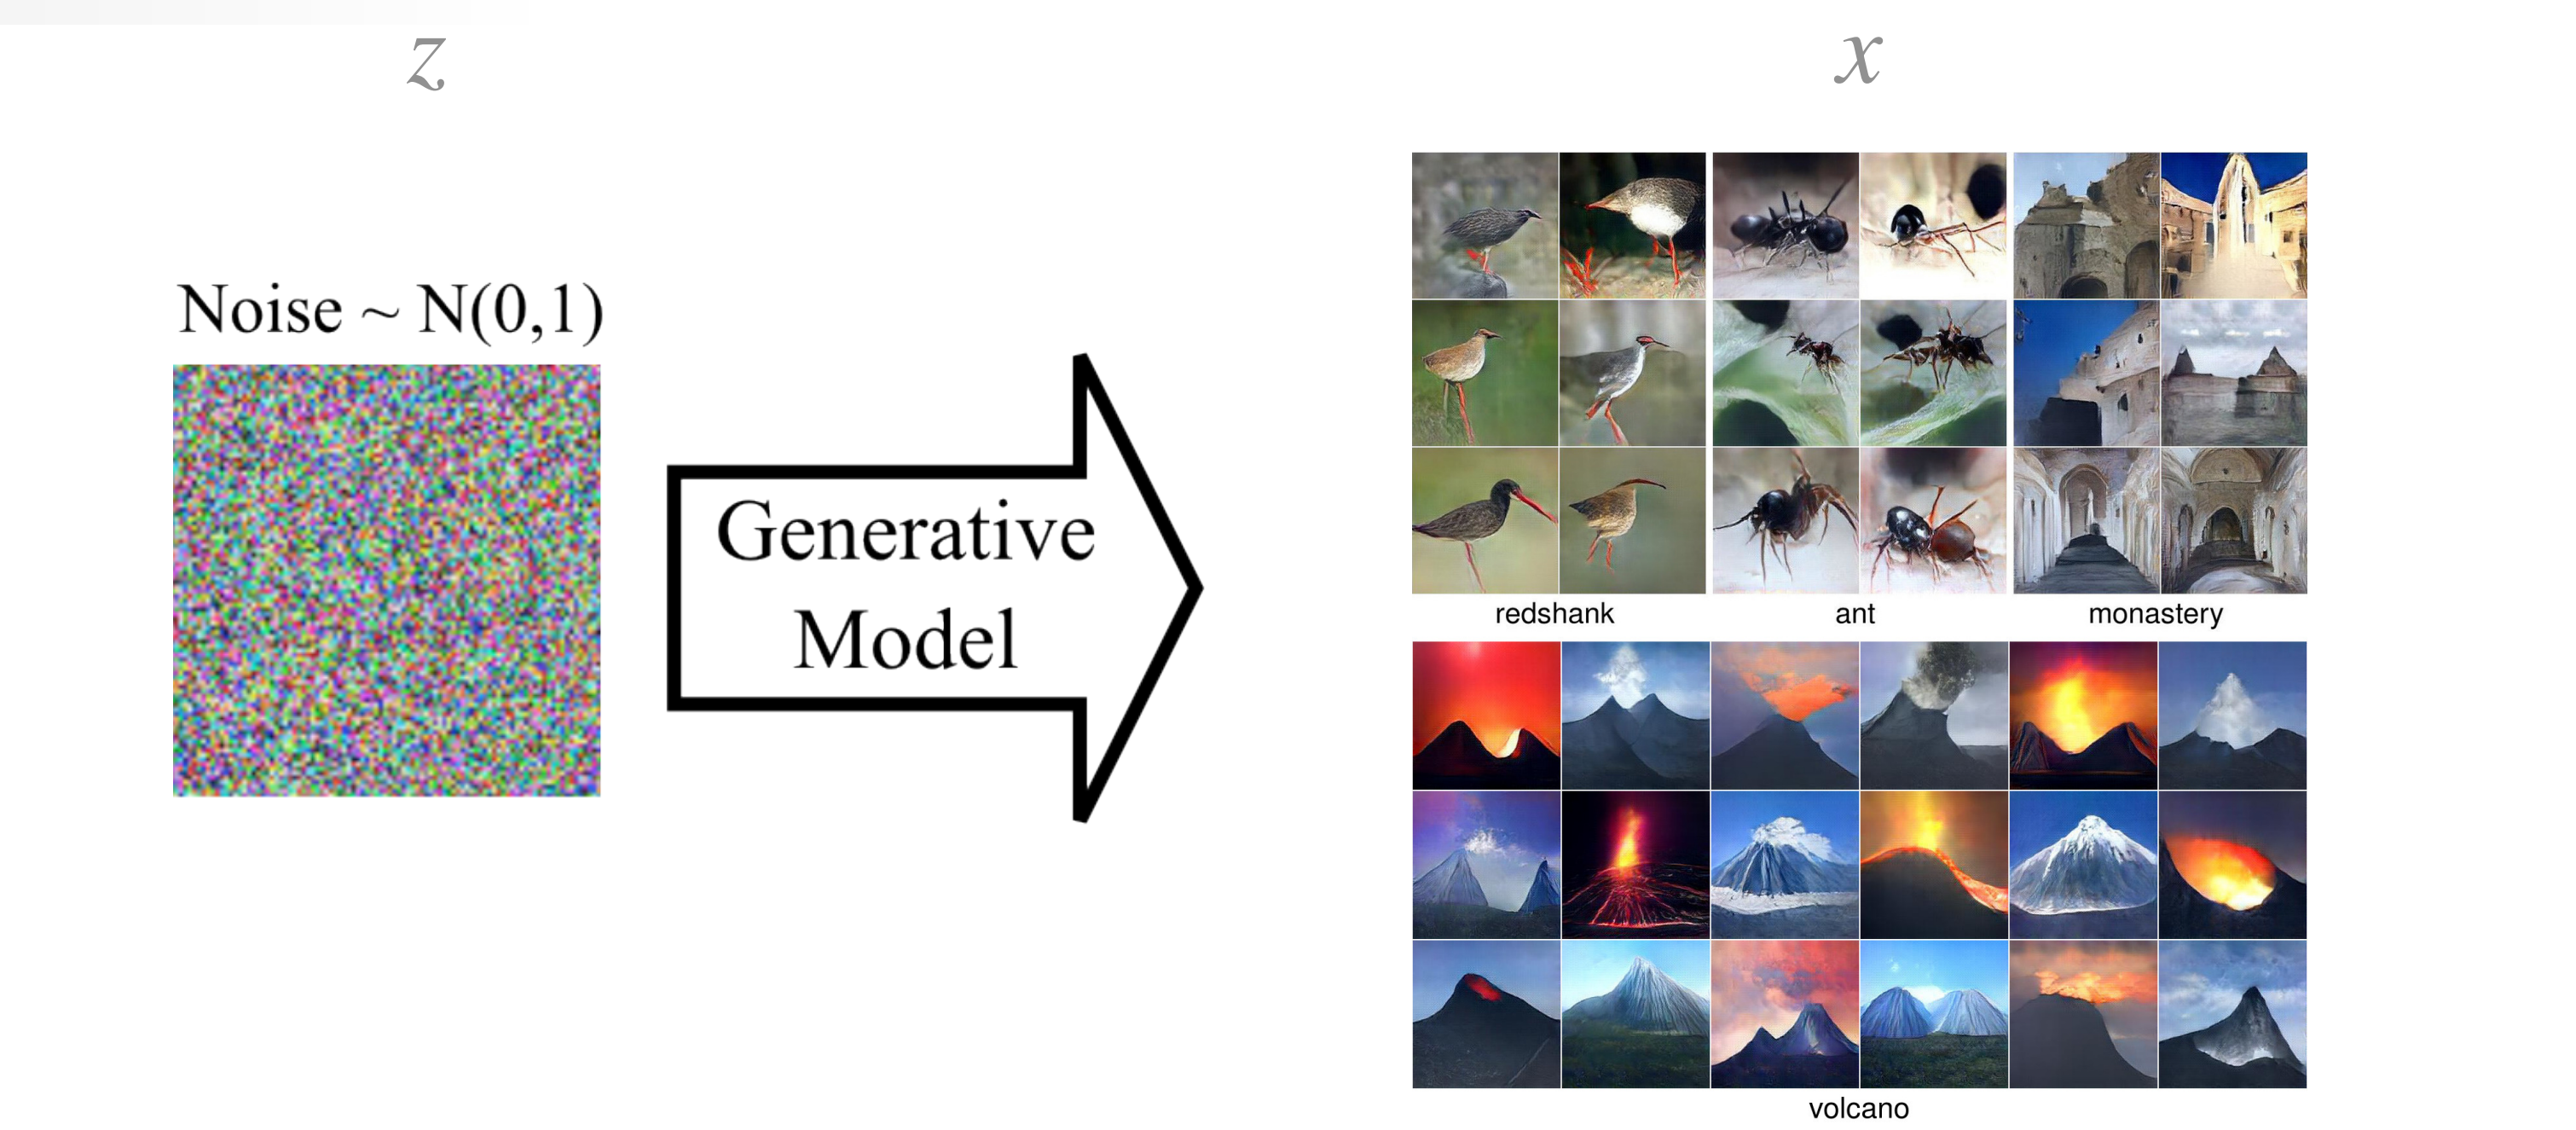 z
x
Noise ~ N(0,1)
Generative
Model
redshank
ant
monastery
volcano